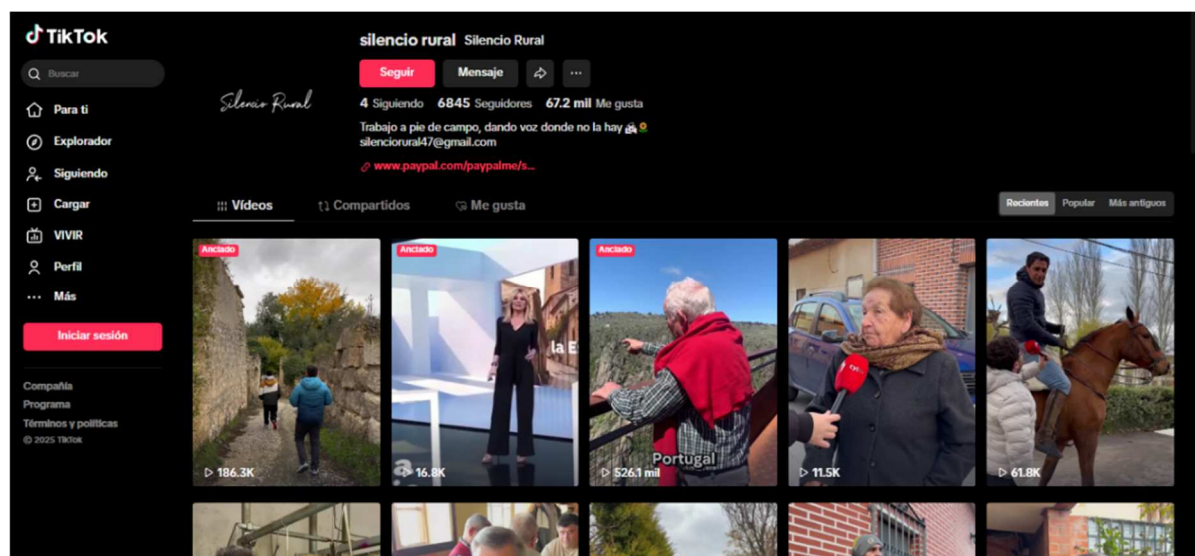 TikTok
Buscar
Para ti
Explorador
Siguiendo
Cargar
VIVIR
Perfil
Más
Iniciar sesión
Compañía
Programa
Términos y políticas
© 2025 TikTok
Silencio Rural
silencio rural Silencio Rural
Seguir Mensaje
4 Siguiendo 6845 Seguidores 67.2 mil Me gusta
Trabajo a pie de campo, dando voz donde no la hay
silenciorural47@gmail.com
www.paypal.com/paypalme/s...
Vídeos Compartidos Me gusta
Recientes Popular Más antiguos
Anclado
186.3K
Anclado
la E
16.8K
Anclado
Portugal
526.1 mil
11.5K
61.8K